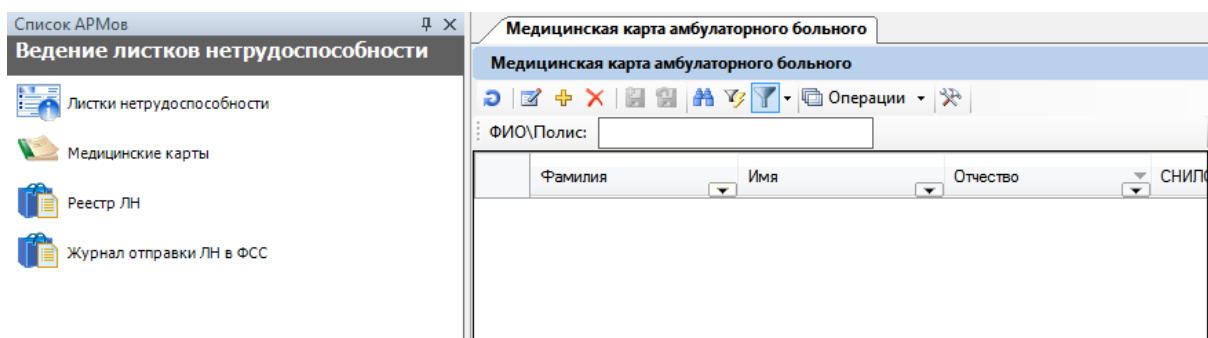 Список АРМов
Ведение листков нетрудоспособности
Листки нетрудоспособности
Медицинские карты
Реестр ЛН
Журнал отправки ЛН в ФСС
Медицинская карта амбулаторного больного
Медицинская карта амбулаторного больного
Операции
ФИО\Полис:
Фамилия Имя Отчество